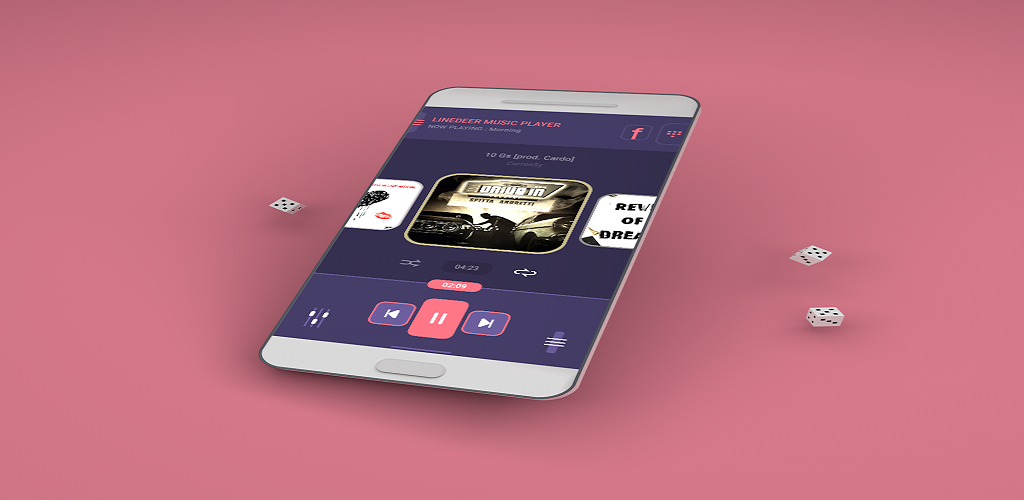 LINEDEER MUSIC PLAYER
NOW PLAYING : Morning
f
10 Gs [prod. Cardo]
Curren$y
DRIVE IN
SPITTA ANDRETTI
REV
OF
DREA
04:23
02:09